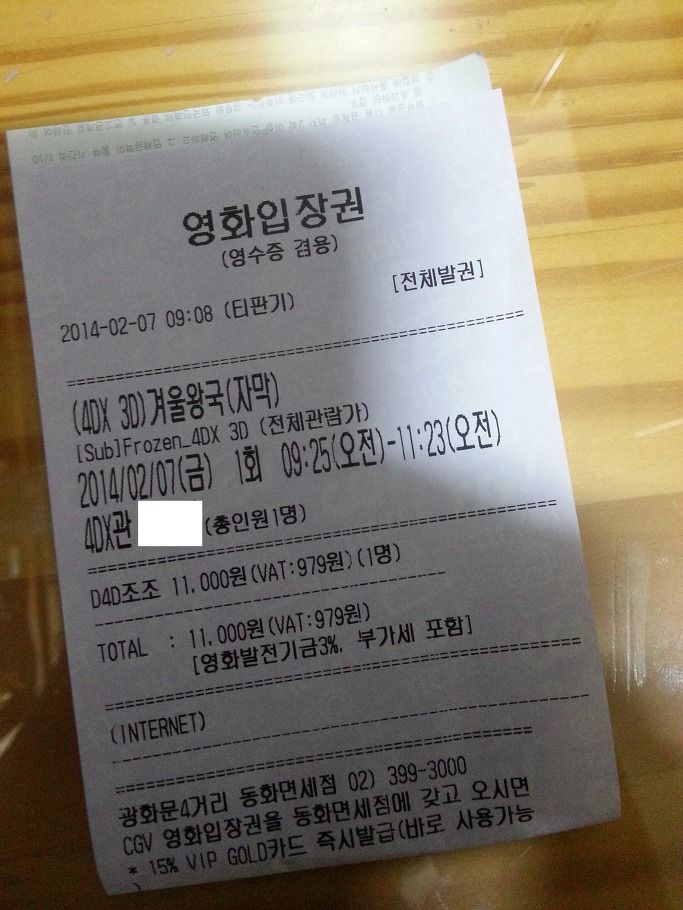 영화입장권
(영수증 겸용)
[전체발권]
2014-02-07 09:08 (티판기)
(4DX 3D)겨울왕국(자막)
[Sub]Frozen_4DX 3D (전체관람가)
2014/02/07(금) 1회 09:25(오전)-11:23(오전)
4DX관 (총인원1명)
D4D조조 11,000원(VAT:979원)(1명)
TOTAL : 11,000원(VAT:979원)
[영화발전기금3%, 부가세 포함]
(INTERNET)
광화문4거리 동화면세점 02) 399-3000
CGV 영화입장권을 동화면세점에 갖고 오시면
* 15% VIP GOLD카드 즉시발급(바로 사용가능
)